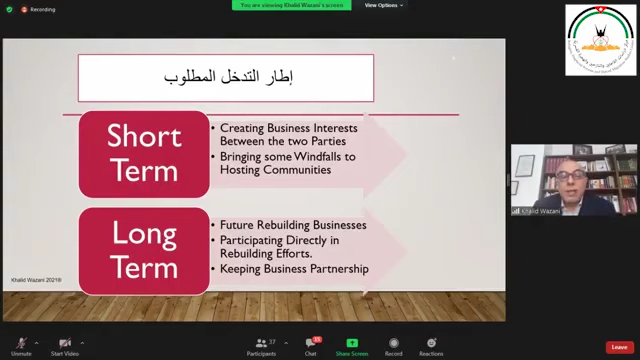 Recording
You are viewing Khalid Wazani's screen
View Options
إطار التدخل المطلوب
Short
Term
• Creating Business Interests
Between the two Parties
• Bringing some Windfalls to
Hosting Communities
Long
Term
• Future Rebuilding Businesses
• Participating Directly in
Rebuilding Efforts.
• Keeping Business Partnership
Khalid Wazani 2021®
Khalid Wazani
Unmute
Start Video
Participants
37
Chat
Share Screen
Record
Reactions
Leave